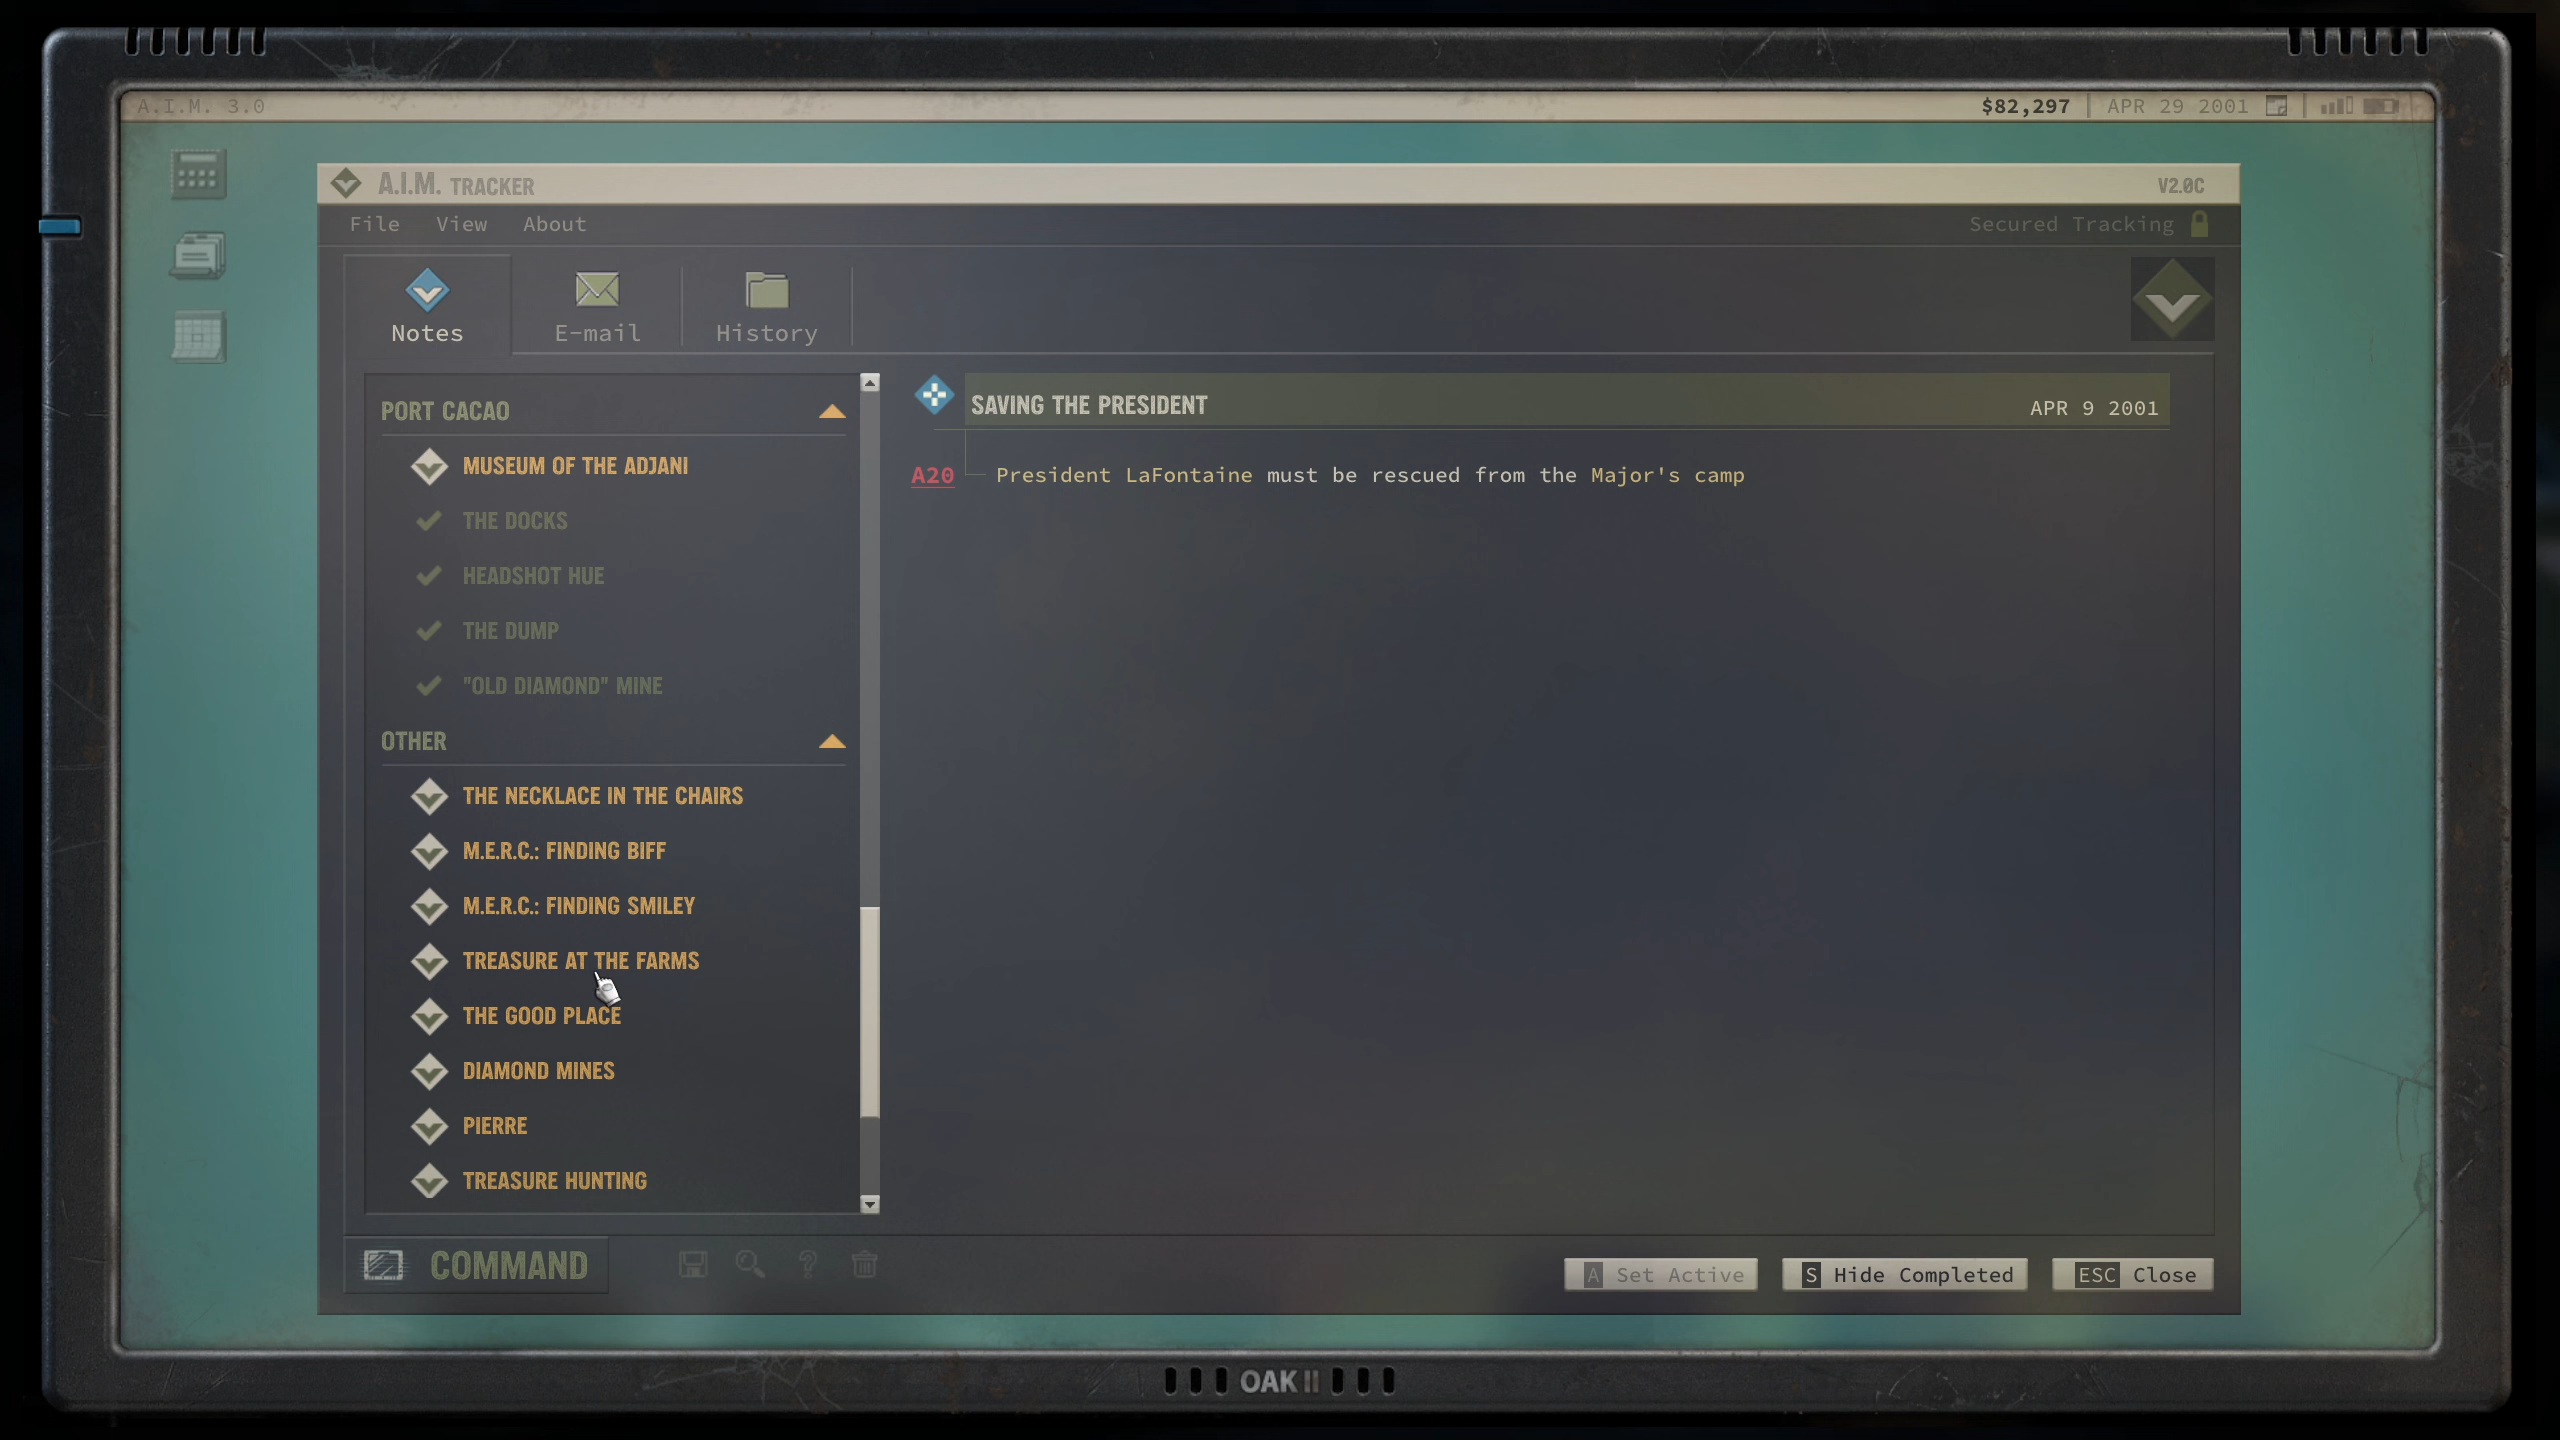 A.I.M. 3.0
$82,297 | APR 29 2001
A.I.M. TRACKER
V2.0C
File View About
Secured Tracking
Notes
E-mail
History
PORT CACAO
MUSEUM OF THE ADJANI
THE DOCKS
HEADSHOT HUE
THE DUMP
"OLD DIAMOND" MINE
OTHER
THE NECKLACE IN THE CHAIRS
M.E.R.C.: FINDING BIFF
M.E.R.C.: FINDING SMILEY
TREASURE AT THE FARMS
THE GOOD PLACE
DIAMOND MINES
PIERRE
TREASURE HUNTING
SAVING THE PRESIDENT
APR 9 2001
A20 President LaFontaine must be rescued from the Major's camp
COMMAND
A Set Active
S Hide Completed
ESC Close
OAK II